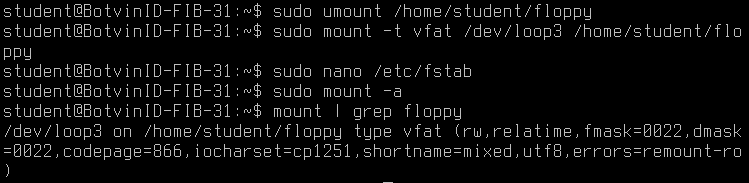 student@BotvinID-FIB-31:~$ sudo umount /home/student/floppy
student@BotvinID-FIB-31:~$ sudo mount -t vfat /dev/loop3 /home/student/flo
ppy
student@BotvinID-FIB-31:~$ sudo nano /etc/fstab
student@BotvinID-FIB-31:~$ sudo mount -a
student@BotvinID-FIB-31:~$ mount | grep floppy
/dev/loop3 on /home/student/floppy type vfat (rw,relatime,fmask=0022,dmask
=0022,codepage=866,iocharset=cp1251,shortname=mixed,utf8,errors=remount-ro
)